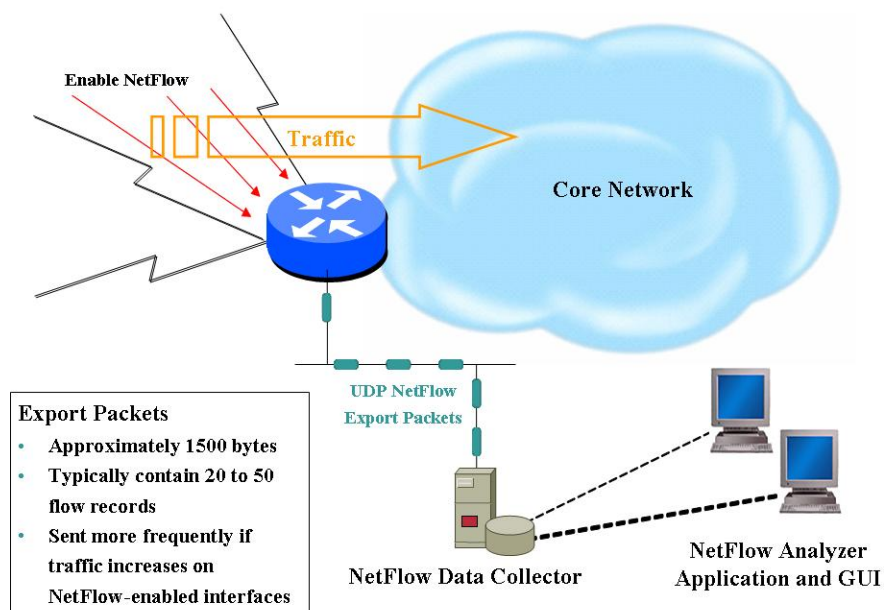 Enable NetFlow
Traffic
Core Network
UDP NetFlow
Export Packets
Export Packets
• Approximately 1500 bytes
• Typically contain 20 to 50
flow records
• Sent more frequently if
traffic increases on
NetFlow-enabled interfaces
NetFlow Data Collector
NetFlow Analyzer
Application and GUI